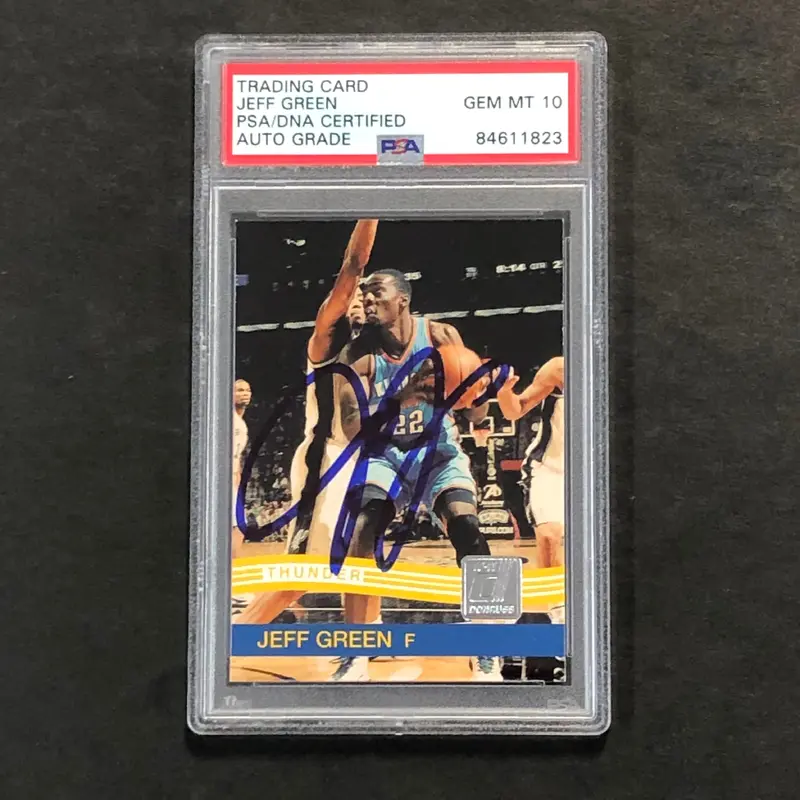 TRADING CARD
JEFF GREEN GEM MT 10
PSA/DNA CERTIFIED
AUTO GRADE PSA 84611823
22
THUNDER
DONRUSS
JEFF GREEN F